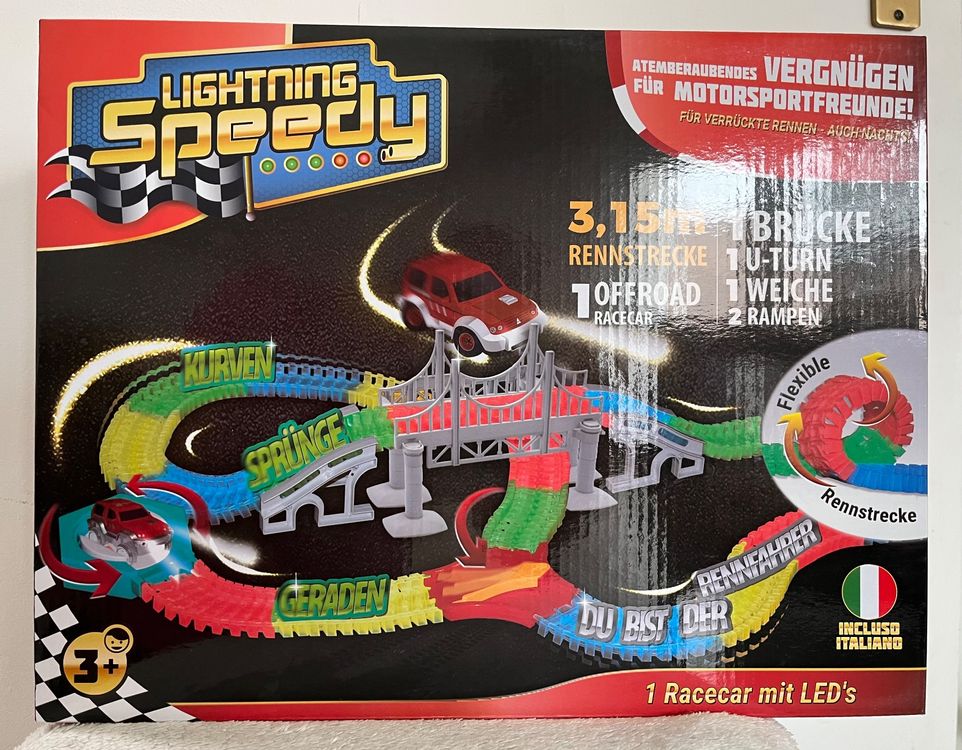 LIGHTNING
Speedy
ATEMBERAUBENDES VERGNÜGEN
FÜR MOTORSPORTFREUNDE!
FÜR VERRÜCKTE RENNEN - AUCH NACHTS!
3,15m
RENNSTRECKE
1 OFFROAD
RACECAR
1 BRÜCKE
1 U-TURN
1 WEICHE
2 RAMPEN
KURVEN
SPRÜNGE
Flexible
Rennstrecke
GERADEN
DU BIST DER
RENNFAHRER
INCLUSO
ITALIANO
3+
1 Racecar mit LED's